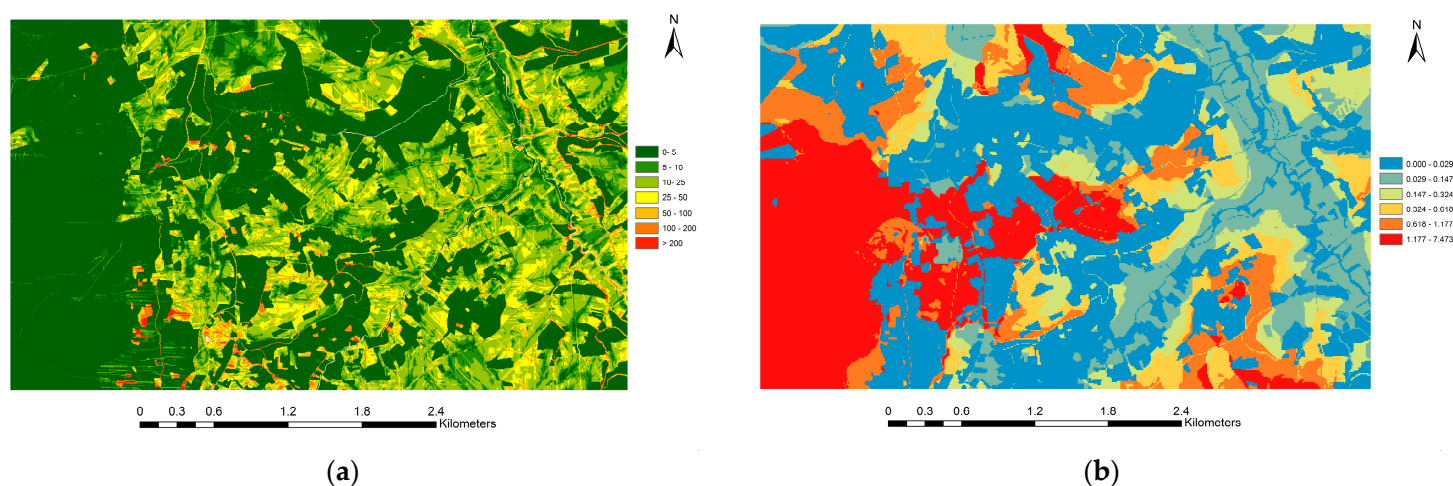 N
0- 5
5 - 10
10- 25
25 - 50
50 - 100
100 - 200
> 200
0 0.3 0.6 1.2 1.8 2.4
Kilometers
(a)
N
0.000 - 0.029
0.029 - 0.147
0.147 - 0.324
0.324 - 0.618
0.618 - 1.177
1.177 - 7.473
0 0.3 0.6 1.2 1.8 2.4
Kilometers
(b)